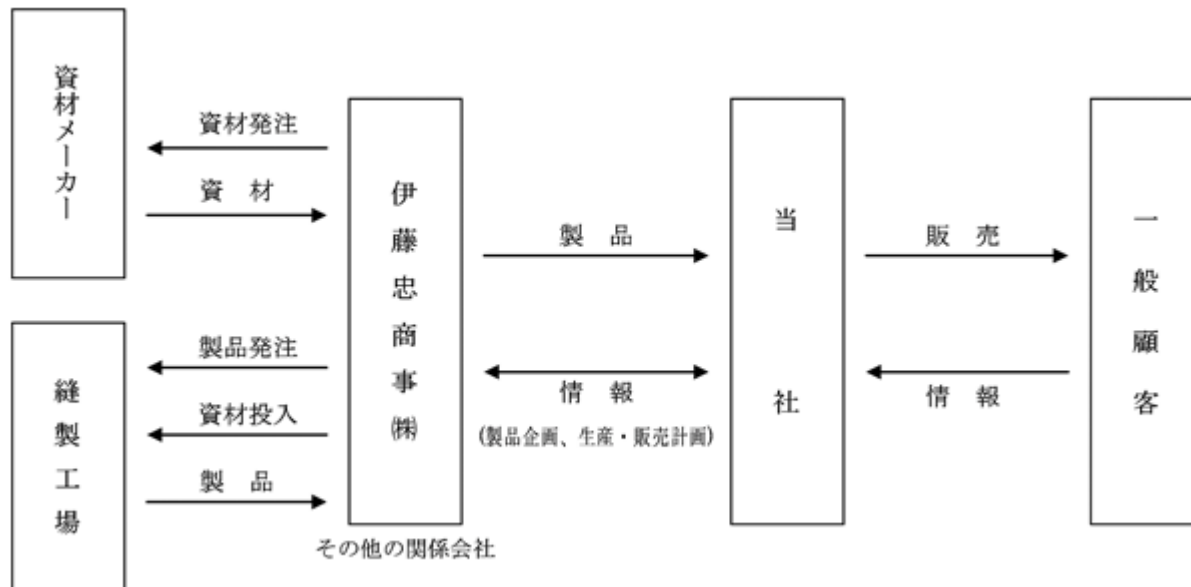 資材メーカー
資材発注
資　材
縫製工場
製品発注
資材投入
製　品
伊藤忠商事㈱
その他の関係会社
製　品
情　報
(製品企画、生産・販売計画)
当社
販　売
情　報
一般顧客